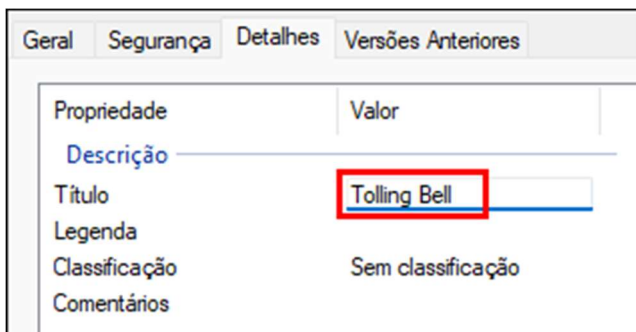 Geral Segurança Detalhes Versões Anteriores
Propriedade Valor
Descrição
Título Tolling Bell
Legenda
Classificação Sem classificação
Comentários